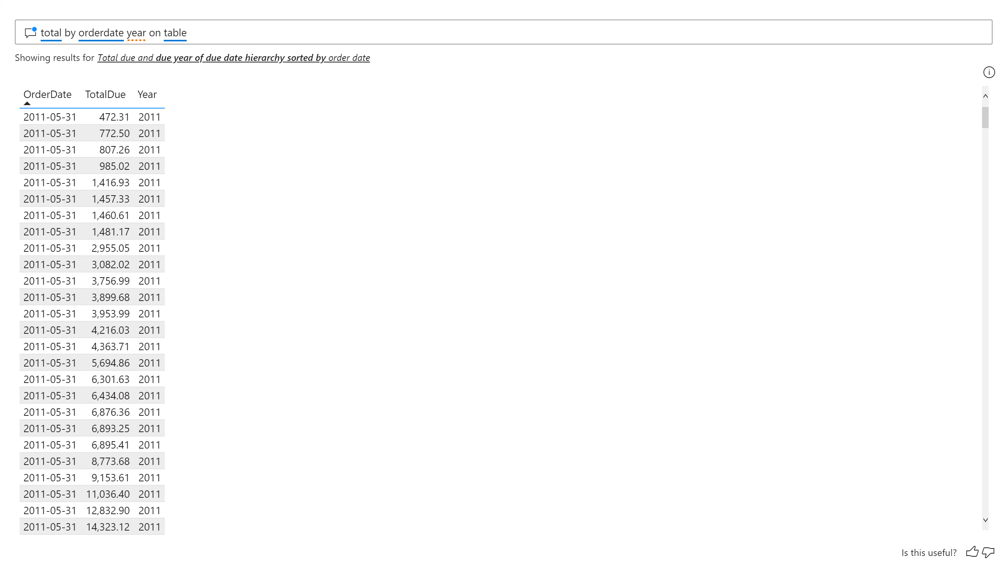 total by orderdate year on table
Showing results for Total due and due year of due date hierarchy sorted by order date
OrderDate TotalDue Year
2011-05-31 472.31 2011
2011-05-31 772.50 2011
2011-05-31 807.26 2011
2011-05-31 985.02 2011
2011-05-31 1,416.93 2011
2011-05-31 1,457.33 2011
2011-05-31 1,460.61 2011
2011-05-31 1,481.17 2011
2011-05-31 2,955.05 2011
2011-05-31 3,082.02 2011
2011-05-31 3,756.99 2011
2011-05-31 3,899.68 2011
2011-05-31 3,953.99 2011
2011-05-31 4,216.03 2011
2011-05-31 4,363.71 2011
2011-05-31 5,694.86 2011
2011-05-31 6,301.63 2011
2011-05-31 6,434.08 2011
2011-05-31 6,876.36 2011
2011-05-31 6,893.25 2011
2011-05-31 6,895.41 2011
2011-05-31 8,773.68 2011
2011-05-31 9,153.61 2011
2011-05-31 11,036.40 2011
2011-05-31 12,832.90 2011
2011-05-31 14,323.12 2011
Is this useful?